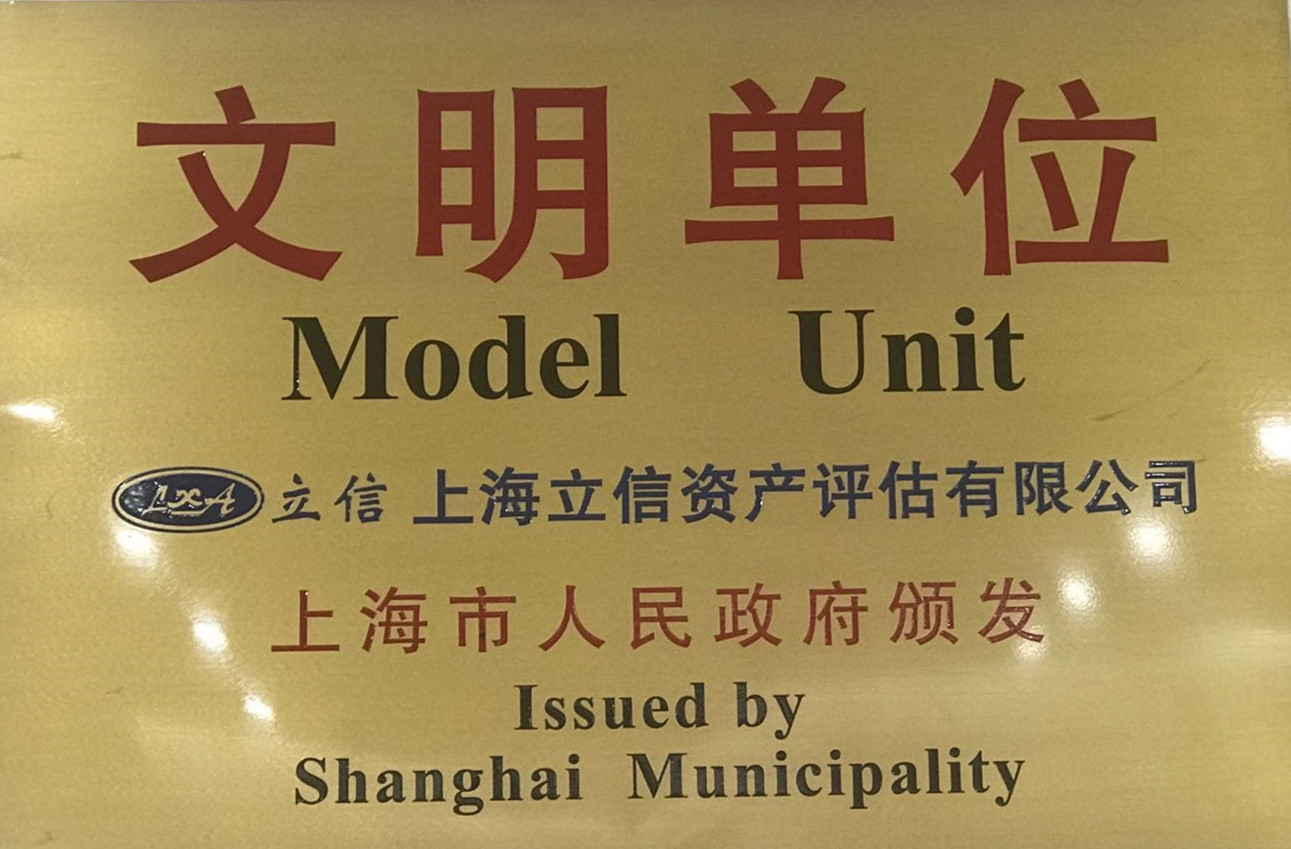 文明单位
Model Unit
LXA 立信 上海立信资产评估有限公司
上海市人民政府颁发
Issued by
Shanghai Municipality